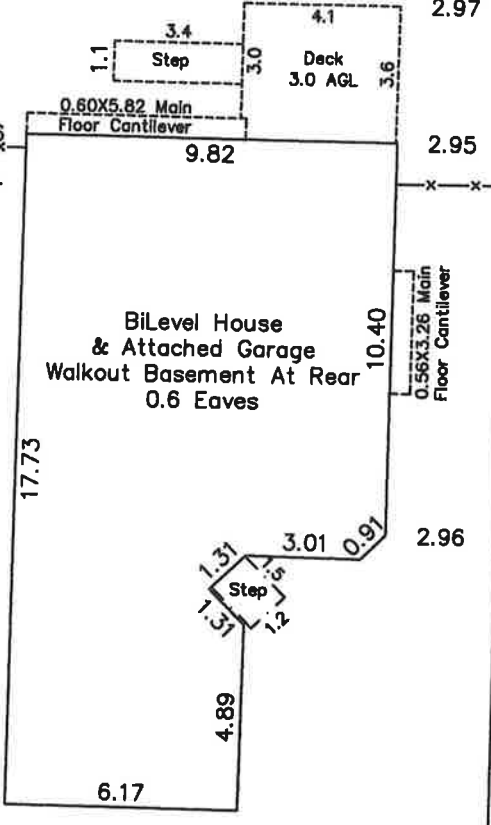 2.97
4.1
3.4
1.1
Step
3.0
Deck
3.0 AGL
3.6
0.60X5.82 Main
Floor Cantilever
9.82
2.95
x x
0.56X3.26 Main
Floor Cantilever
10.40
BiLevel House
& Attached Garage
Walkout Basement At Rear
0.6 Eaves
17.73
2.96
0.91
3.01
1.31
1.5
Step
1.31
1.2
4.89
6.17